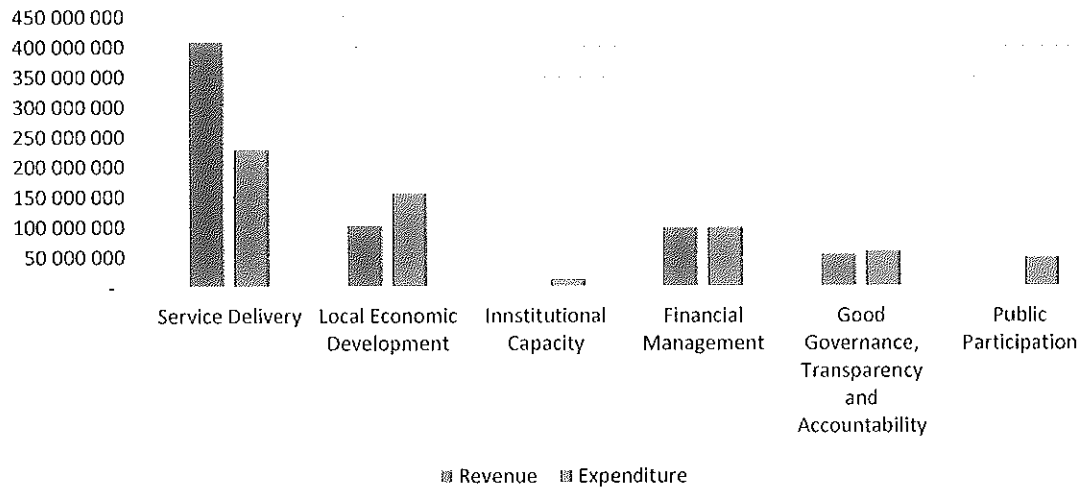 450 000 000
400 000 000
350 000 000
300 000 000
250 000 000
200 000 000
150 000 000
100 000 000
50 000 000
-
Service Delivery
Local Economic
Development
Innstitutional
Capacity
Financial
Management
Good
Governance,
Transparency
and
Accountability
Public
Participation
Revenue
Expenditure